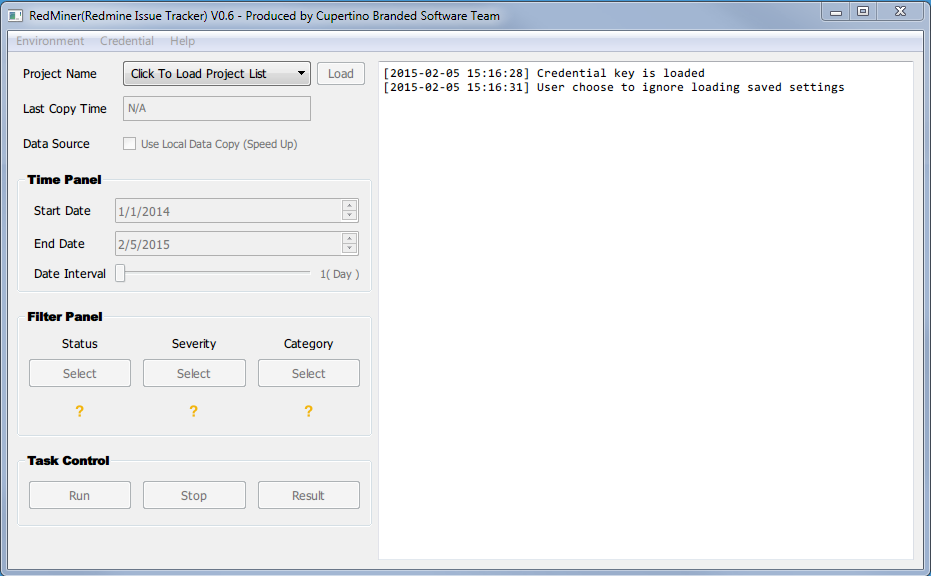 RedMiner(Redmine Issue Tracker) V0.6 - Produced by Cupertino Branded Software Team
Environment Credential Help
Project Name Click To Load Project List Load
Last Copy Time N/A
Data Source Use Local Data Copy (Speed Up)
Time Panel
Start Date 1/1/2014
End Date 2/5/2015
Date Interval 1( Day )
Filter Panel
Status Severity Category
Select Select Select
? ? ?
Task Control
Run Stop Result
[2015-02-05 15:16:28] Credential key is loaded
[2015-02-05 15:16:31] User choose to ignore loading saved settings